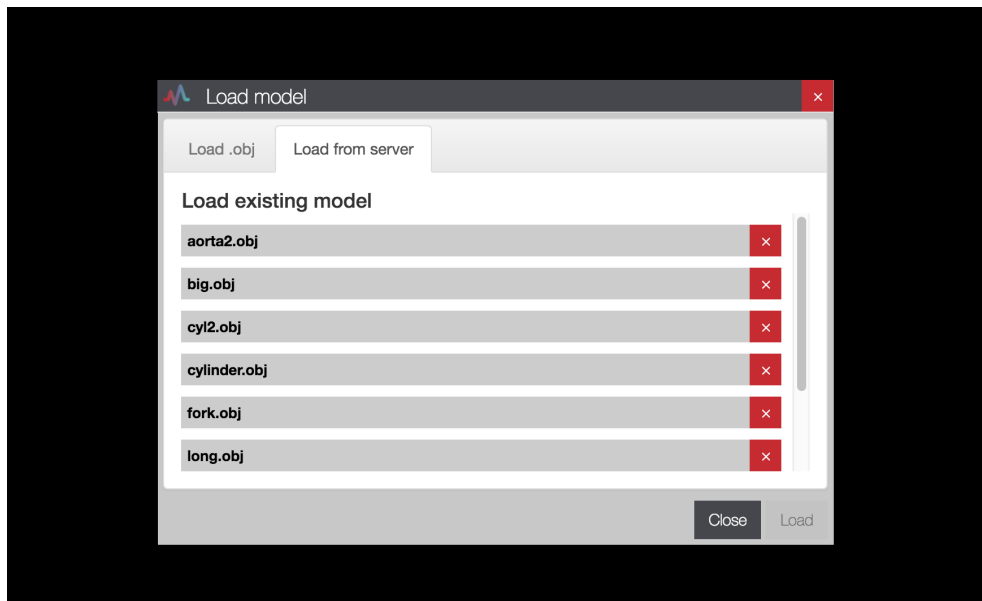 Load model
×
Load .obj
Load from server
Load existing model
aorta2.obj ×
big.obj ×
cyl2.obj ×
cylinder.obj ×
fork.obj ×
long.obj ×
Close Load